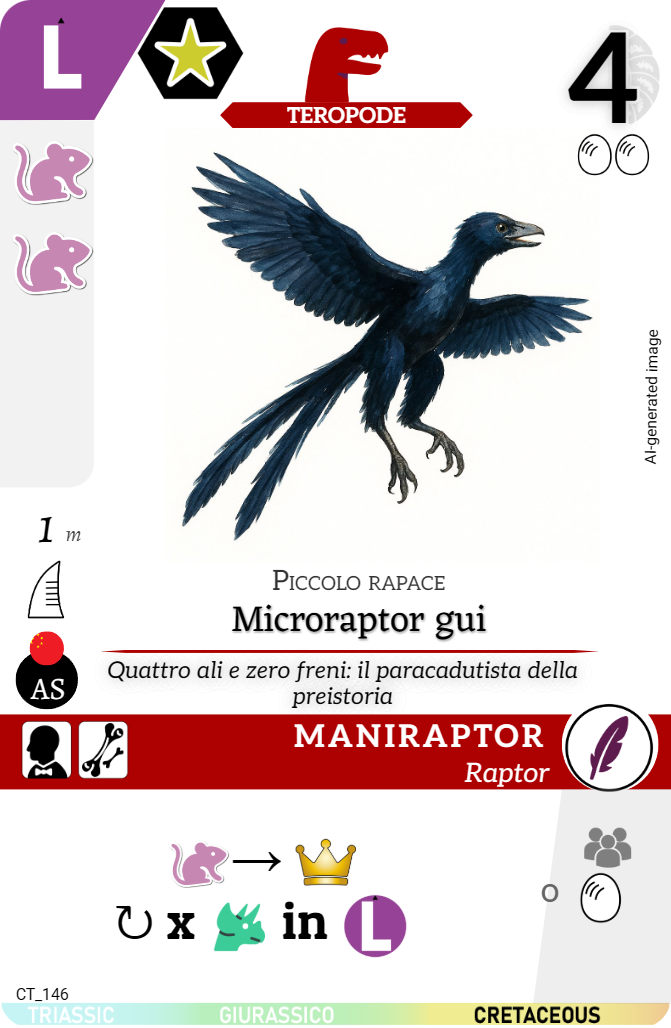 L
4
TEROPODE
AI-generated image
1 m
PICCOLO RAPACE
Microraptor gui
AS
Quattro ali e zero freni: il paracadutista della
preistoria
MANIRAPTOR
Raptor
→
↻ x in L
O
CT_146
TRIASSIC GIURASSICO CRETACEOUS